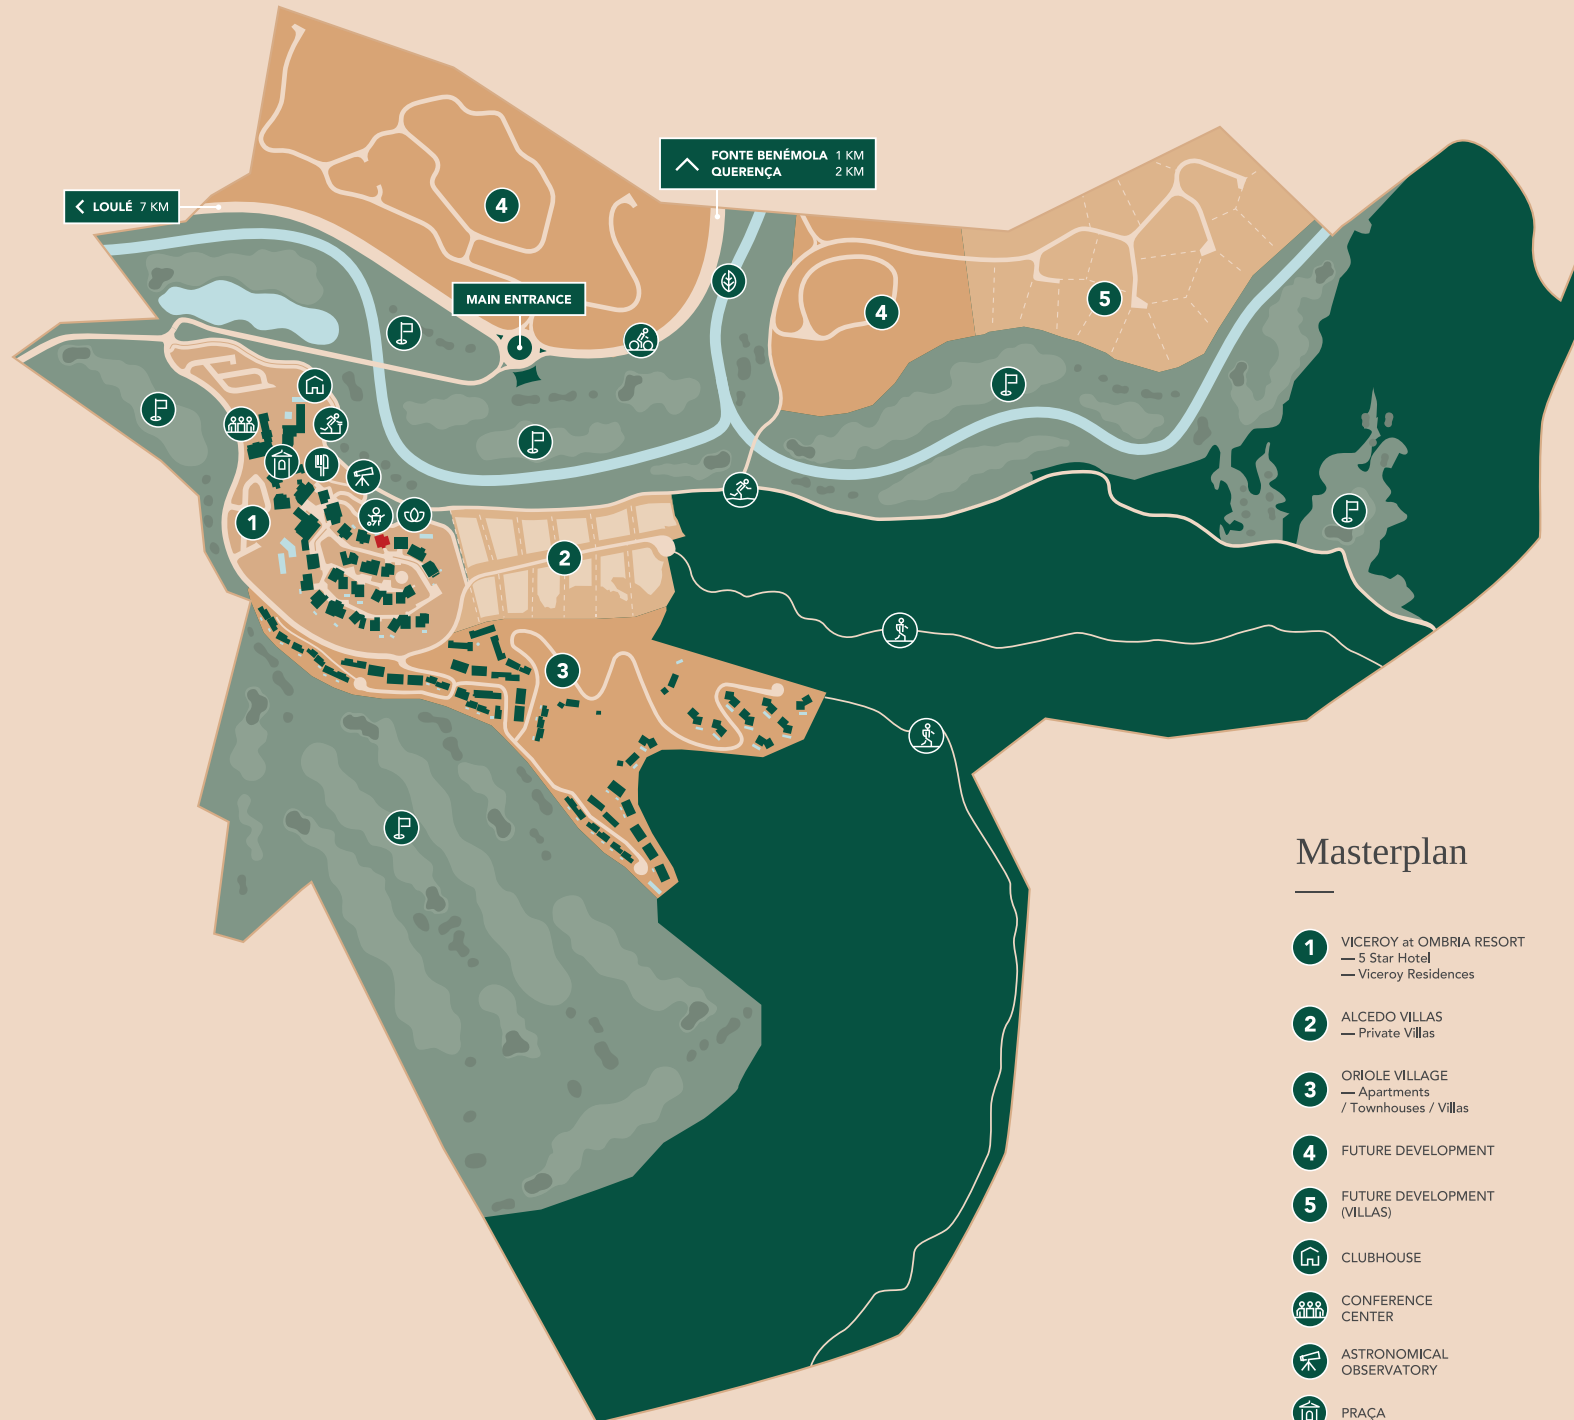 FONTE BENÉMOLA 1 KM
QUERENÇA 2 KM
LOULÉ 7 KM
4
MAIN ENTRANCE
4
5
1
2
3
Masterplan
1 VICEROY at OMBRIA RESORT
— 5 Star Hotel
— Viceroy Residences
2 ALCEDO VILLAS
— Private Villas
3 ORIOLE VILLAGE
— Apartments
/ Townhouses / Villas
4 FUTURE DEVELOPMENT
5 FUTURE DEVELOPMENT
(VILLAS)
CLUBHOUSE
CONFERENCE
CENTER
ASTRONOMICAL
OBSERVATORY
PRAÇA